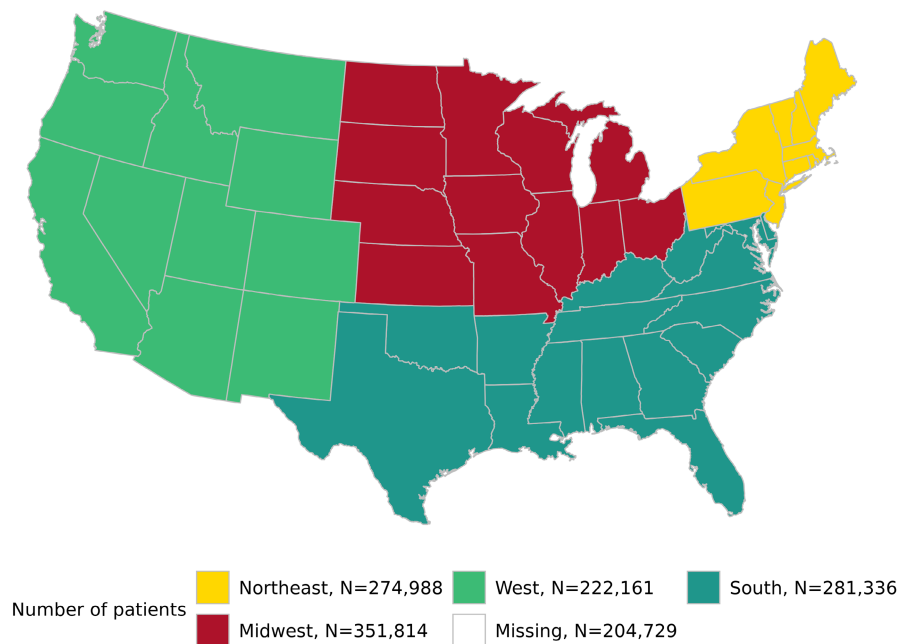 Number of patients
Northeast, N=274,988
West, N=222,161
South, N=281,336
Midwest, N=351,814
Missing, N=204,729